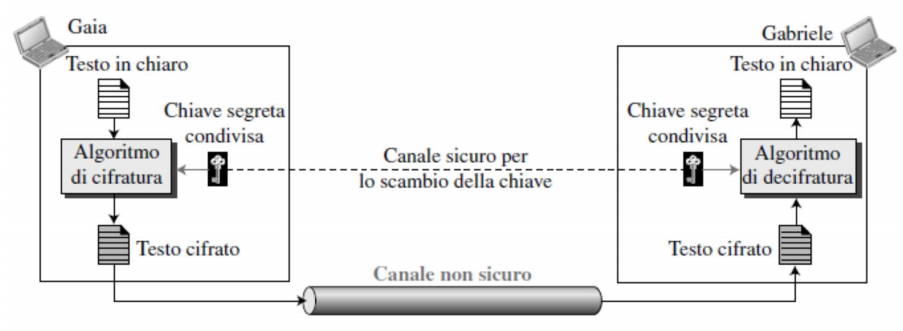 Gaia
Gabriele
Testo in chiaro
Testo in chiaro
Chiave segreta
condivisa
Chiave segreta
condivisa
Algoritmo
di cifratura
Canale sicuro per
lo scambio della chiave
Algoritmo
di decifratura
Testo cifrato
Testo cifrato
Canale non sicuro